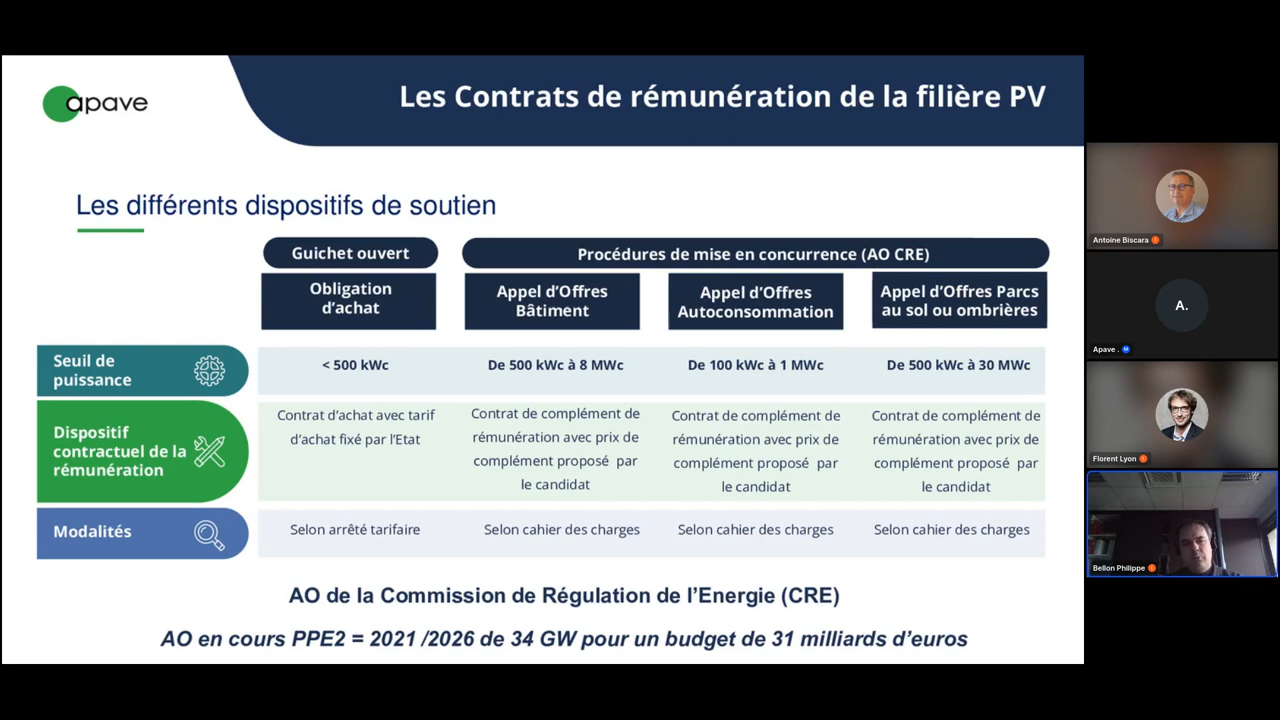 apave
Les Contrats de rémunération de la filière PV
Les différents dispositifs de soutien
Guichet ouvert
Procédures de mise en concurrence (AO CRE)
Obligation
d’achat
Appel d’Offres
Bâtiment
Appel d’Offres
Autoconsommation
Appel d’Offres Parcs
au sol ou ombrières
Seuil de
puissance
< 500 kWc
De 500 kWc à 8 MWc
De 100 kWc à 1 MWc
De 500 kWc à 30 MWc
Dispositif
contractuel de la
rémunération
Contrat d’achat avec tarif
d’achat fixé par l’Etat
Contrat de complément de
rémunération avec prix de
complément proposé par
le candidat
Contrat de complément de
rémunération avec prix de
complément proposé par
le candidat
Contrat de complément de
rémunération avec prix de
complément proposé par
le candidat
Modalités
Selon arrêté tarifaire
Selon cahier des charges
Selon cahier des charges
Selon cahier des charges
AO de la Commission de Régulation de l’Energie (CRE)
AO en cours PPE2 = 2021 /2026 de 34 GW pour un budget de 31 milliards d’euros
Antoine Biscara
A.
Apave .
Florent Lyon
Bellon Philippe